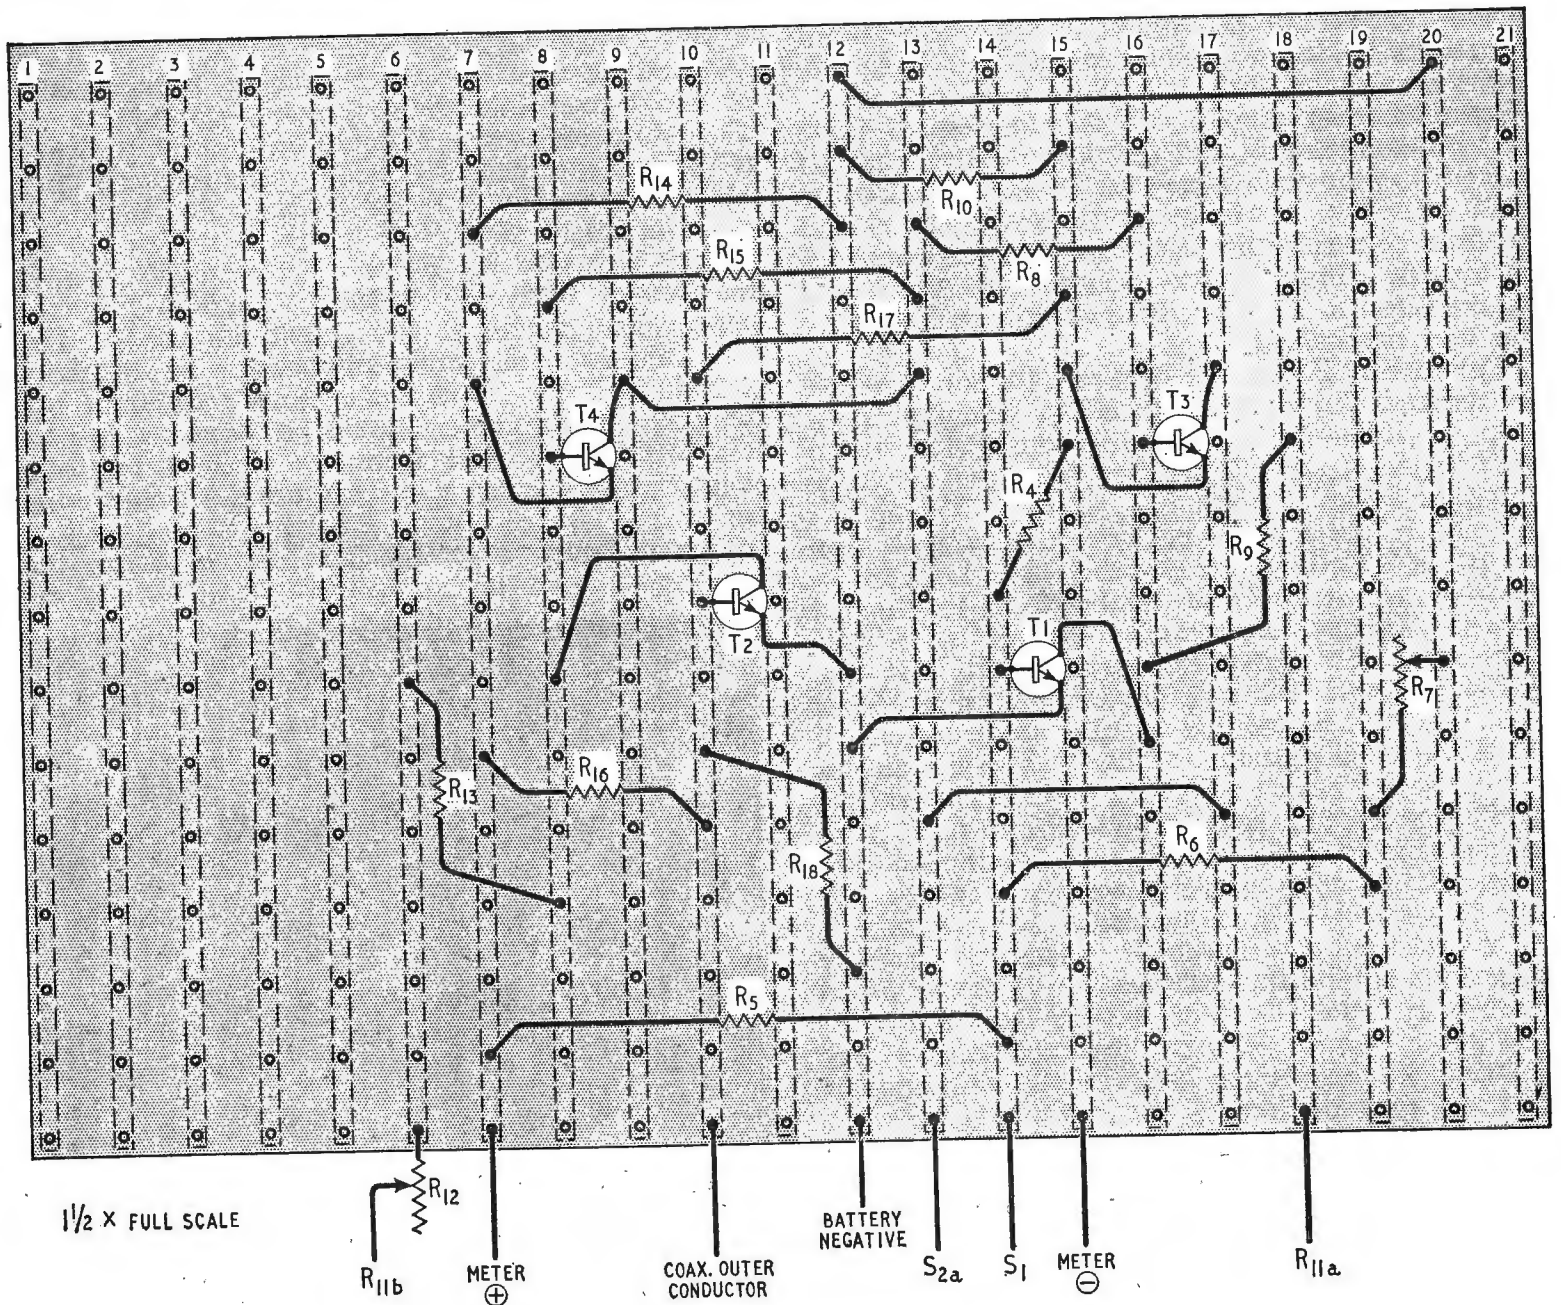 1 2 3 4 5 6 7 8 9 10 11 12 13 14 15 16 17 18 19 20 21
R14
R10
R15
R8
R17
T4
T3
R4
R9
T2
T1
R7
R13
R16
R6
R18
R5
R12
1½ X FULL SCALE
R11b
METER
⊕
COAX. OUTER
CONDUCTOR
BATTERY
NEGATIVE
S2a
S1
METER
⊖
R11a